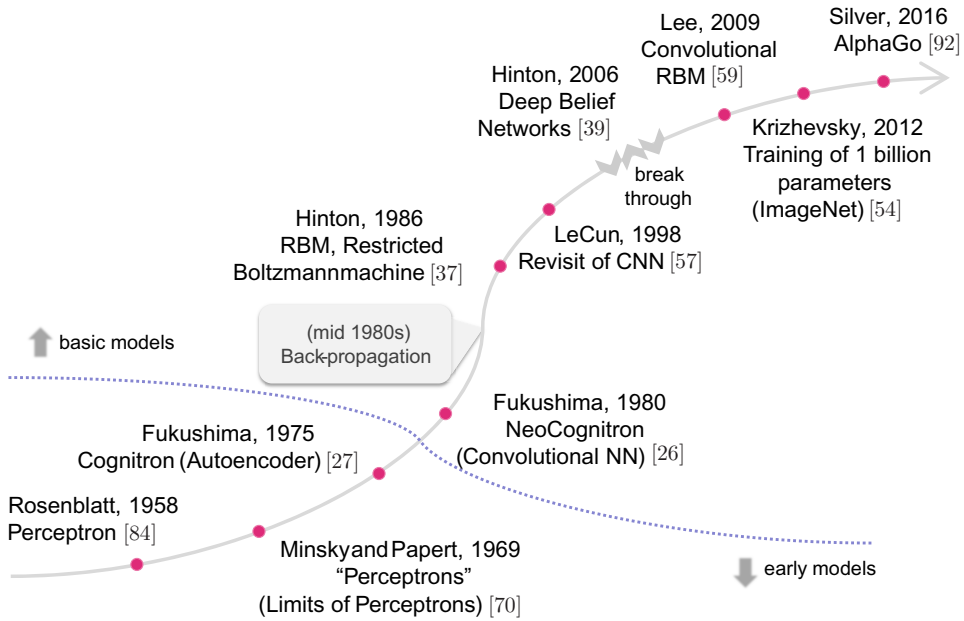 Silver, 2016
AlphaGo [92]
Lee, 2009
Convolutional
RBM [59]
Hinton, 2006
Deep Belief
Networks [39]
Krizhevsky, 2012
Training of 1 billion
parameters
(ImageNet) [54]
break
through
Hinton, 1986
RBM, Restricted
Boltzmannmachine [37]
LeCun, 1998
Revisit of CNN [57]
(mid 1980s)
Back-propagation
basic models
Fukushima, 1975
Cognitron (Autoencoder) [27]
Fukushima, 1980
NeoCognitron
(Convolutional NN) [26]
Rosenblatt, 1958
Perceptron [84]
Minskyand Papert, 1969
“Perceptrons”
(Limits of Perceptrons) [70]
early models